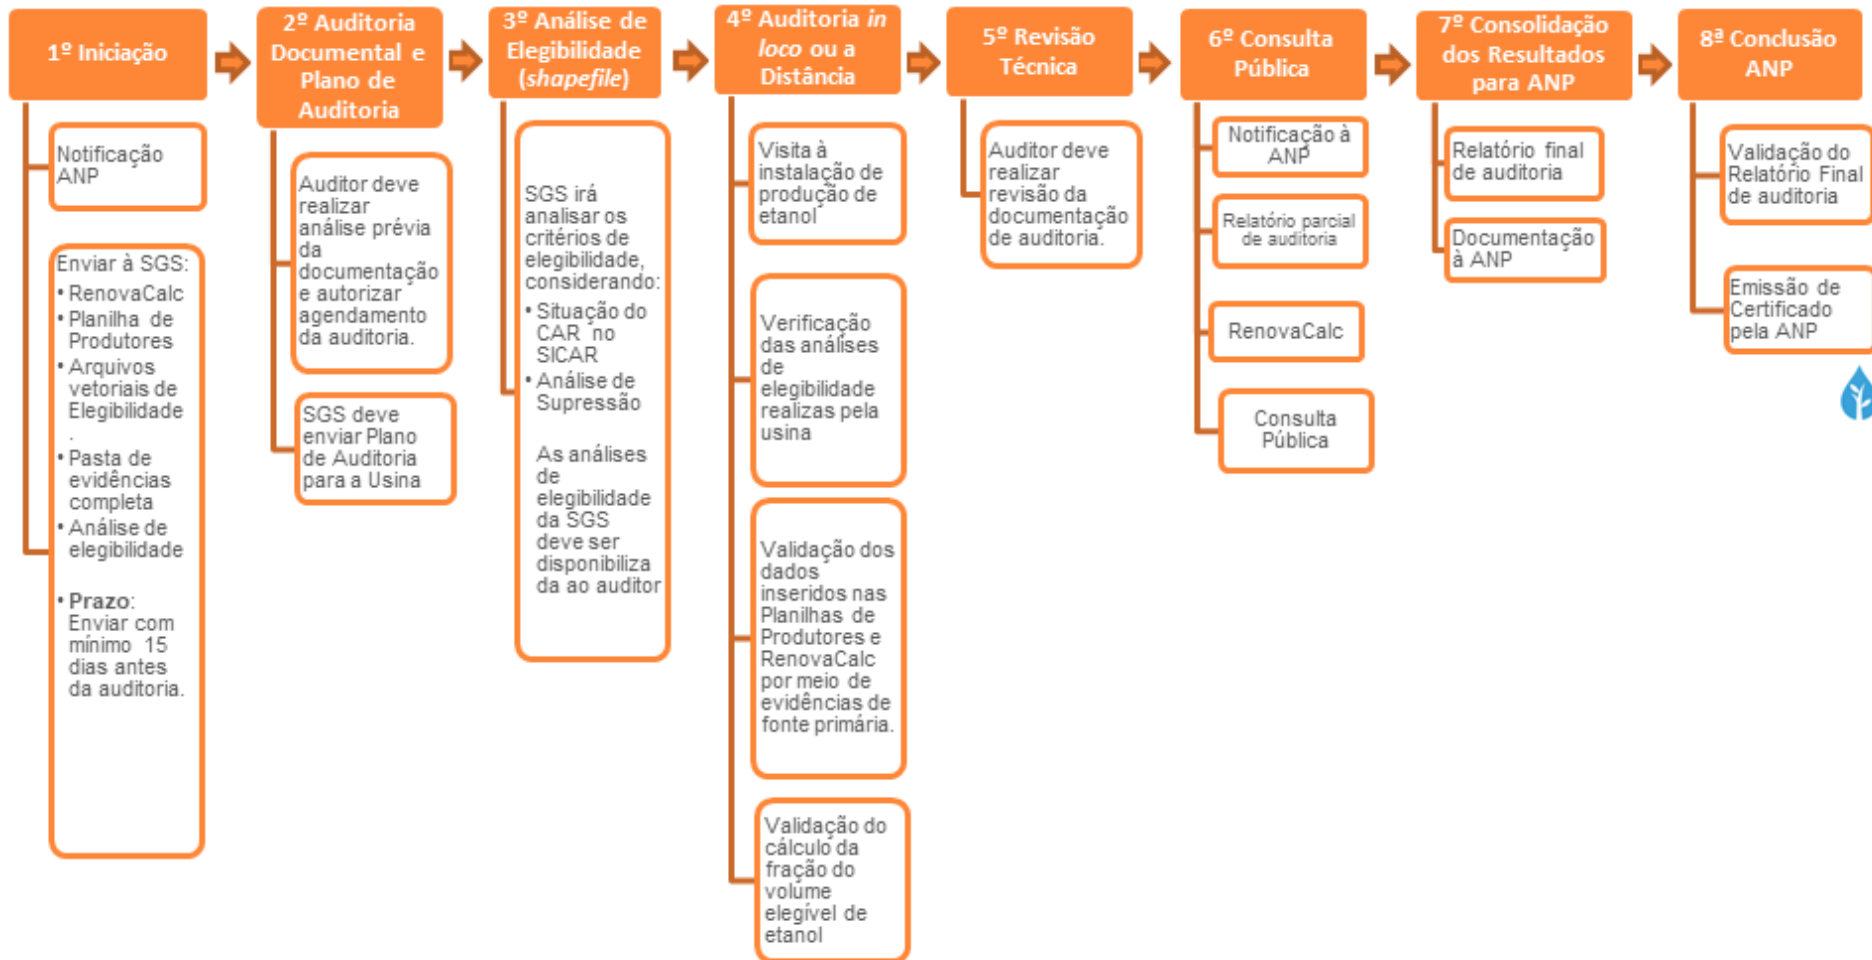 1º Iniciação
Notificação
ANP
Enviar à SGS:
• RenovaCalc
• Planilha de
Produtores
• Arquivos
vetoriais de
Elegibilidade
.
• Pasta de
evidências
completa
• Análise de
elegibilidade
• Prazo:
Enviar com
mínimo 15
dias antes
da auditoria.
2º Auditoria
Documental e
Plano de
Auditoria
Auditor deve
realizar
análise prévia
da
documentação
e autorizar
agendamento
da auditoria.
SGS deve
enviar Plano
de Auditoria
para a Usina
3º Análise de
Elegibilidade
(shapefile)
SGS irá
analisar os
critérios de
elegibilidade,
considerando:
• Situação do
CAR no
SICAR
• Análise de
Supressão
As análises
de
elegibilidade
da SGS
deve ser
disponibiliza
da ao auditor
4º Auditoria in
loco ou a
Distância
Visita à
instalação de
produção de
etanol
Verificação
das análises
de
elegibilidade
realizas pela
usina
Validação dos
dados
inseridos nas
Planilhas de
Produtores e
RenovaCalc
por meio de
evidências de
fonte primária.
Validação do
cálculo da
fração do
volume
elegível de
etanol
5º Revisão
Técnica
Auditor deve
realizar
revisão da
documentação
de auditoria.
6º Consulta
Pública
Notificação à
ANP
Relatório parcial
de auditoria
RenovaCalc
Consulta
Pública
7º Consolidação
dos Resultados
para ANP
Relatório final
de auditoria
Documentação
à ANP
8ª Conclusão
ANP
Validação do
Relatório Final
de auditoria
Emissão de
Certificado
pela ANP